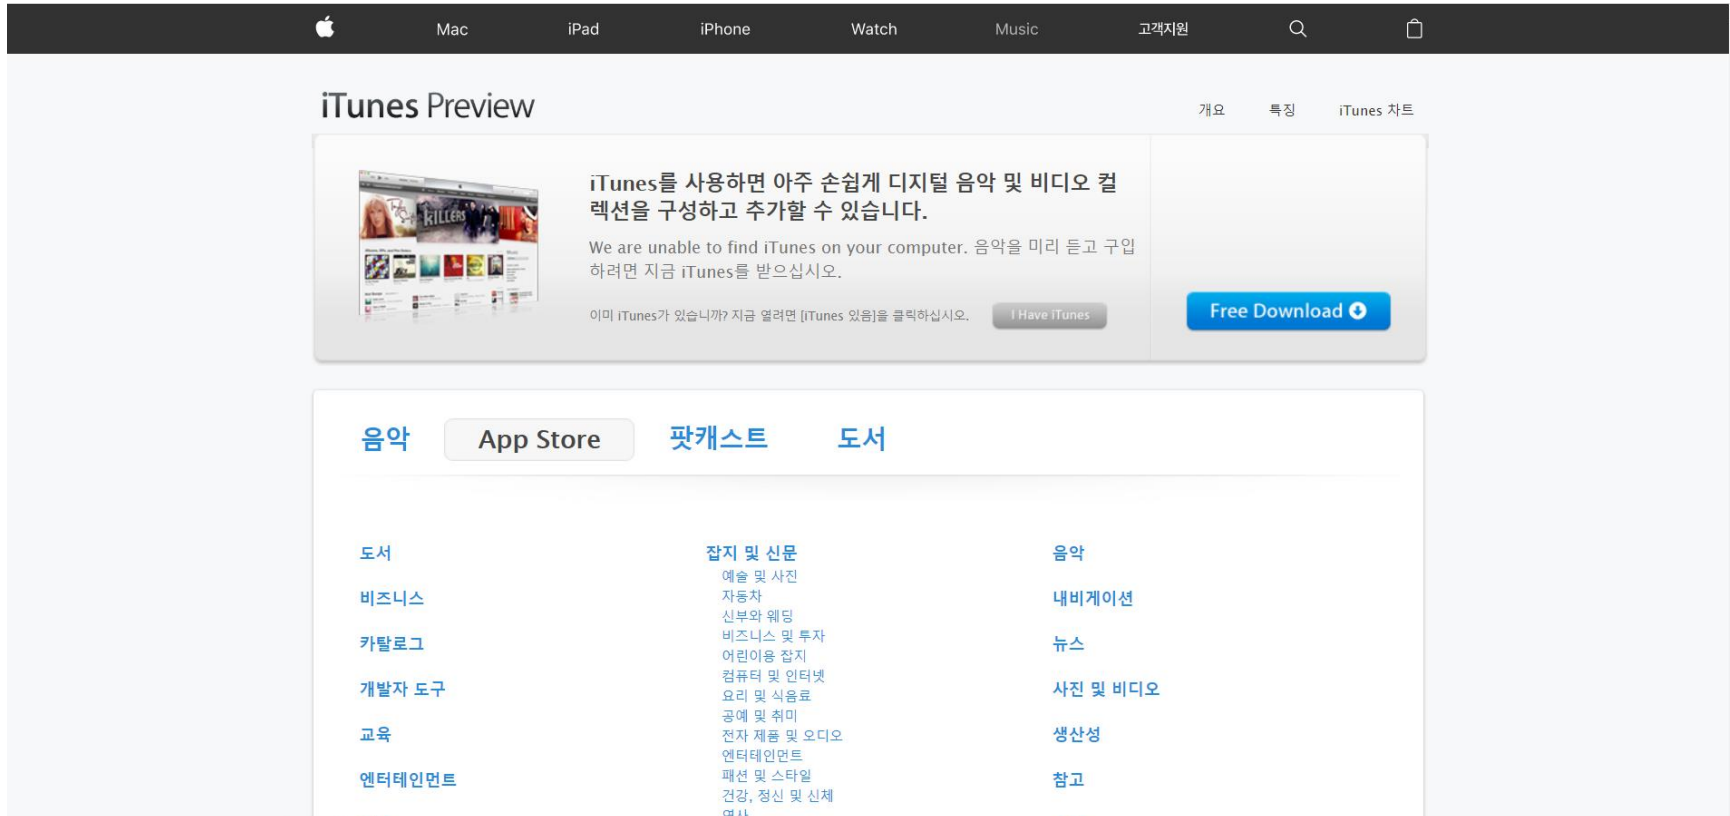 Mac iPad iPhone Watch Music 고객지원
iTunes Preview
개요 특징 iTunes 차트
iTunes를 사용하면 아주 손쉽게 디지털 음악 및 비디오 컬
렉션을 구성하고 추가할 수 있습니다.
We are unable to find iTunes on your computer. 음악을 미리 듣고 구입
하려면 지금 iTunes를 받으십시오.
이미 iTunes가 있습니까? 지금 열려면 [iTunes 있음]을 클릭하십시오.
I Have iTunes
Free Download
KILLERS
음악 App Store 팟캐스트 도서
도서
비즈니스
카탈로그
개발자 도구
교육
엔터테인먼트
잡지 및 신문
예술 및 사진
자동차
신부와 웨딩
비즈니스 및 투자
어린이용 잡지
컴퓨터 및 인터넷
요리 및 식음료
공예 및 취미
전자 제품 및 오디오
엔터테인먼트
패션 및 스타일
건강, 정신 및 신체
음악
내비게이션
뉴스
사진 및 비디오
생산성
참고